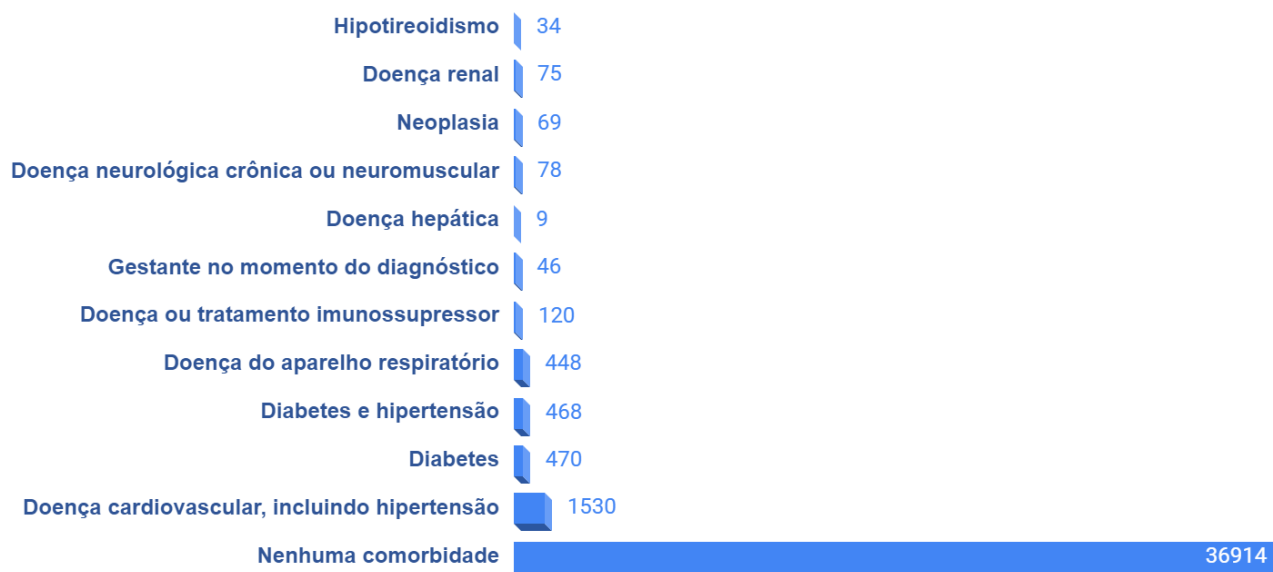 Hipotireoidismo 34
Doença renal 75
Neoplasia 69
Doença neurológica crônica ou neuromuscular 78
Doença hepática 9
Gestante no momento do diagnóstico 46
Doença ou tratamento imunossupressor 120
Doença do aparelho respiratório 448
Diabetes e hipertensão 468
Diabetes 470
Doença cardiovascular, incluindo hipertensão 1530
Nenhuma comorbidade 36914